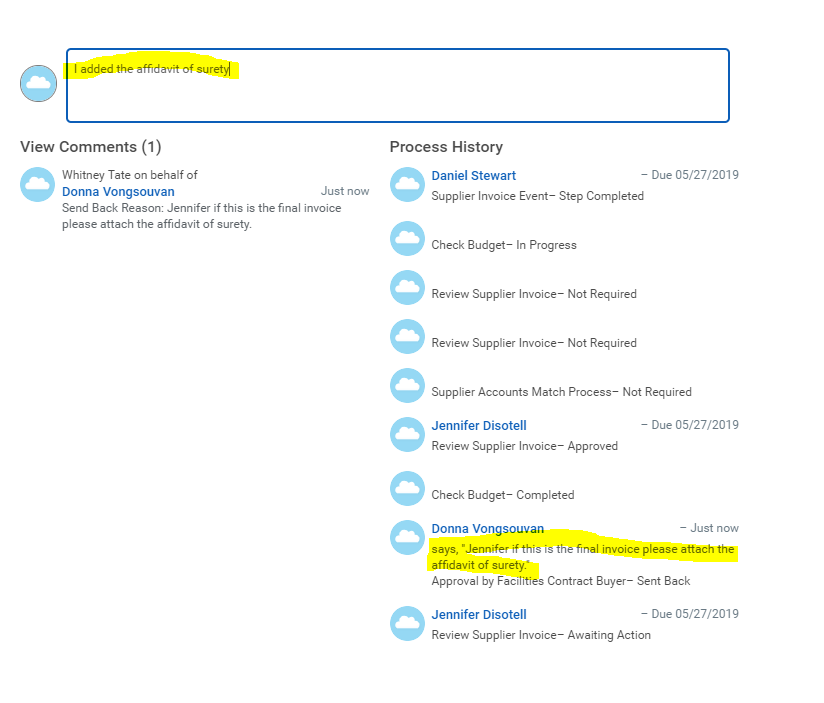 I added the affidavit of surety
View Comments (1)
Whitney Tate on behalf of
Donna Vongsouvan
Just now
Send Back Reason: Jennifer if this is the final invoice
please attach the affidavit of surety.
Process History
Daniel Stewart – Due 05/27/2019
Supplier Invoice Event– Step Completed
Check Budget– In Progress
Review Supplier Invoice– Not Required
Review Supplier Invoice– Not Required
Supplier Accounts Match Process– Not Required
Jennifer Disotell – Due 05/27/2019
Review Supplier Invoice– Approved
Check Budget– Completed
Donna Vongsouvan – Just now
says, "Jennifer if this is the final invoice please attach the
affidavit of surety."
Approval by Facilities Contract Buyer– Sent Back
Jennifer Disotell – Due 05/27/2019
Review Supplier Invoice– Awaiting Action